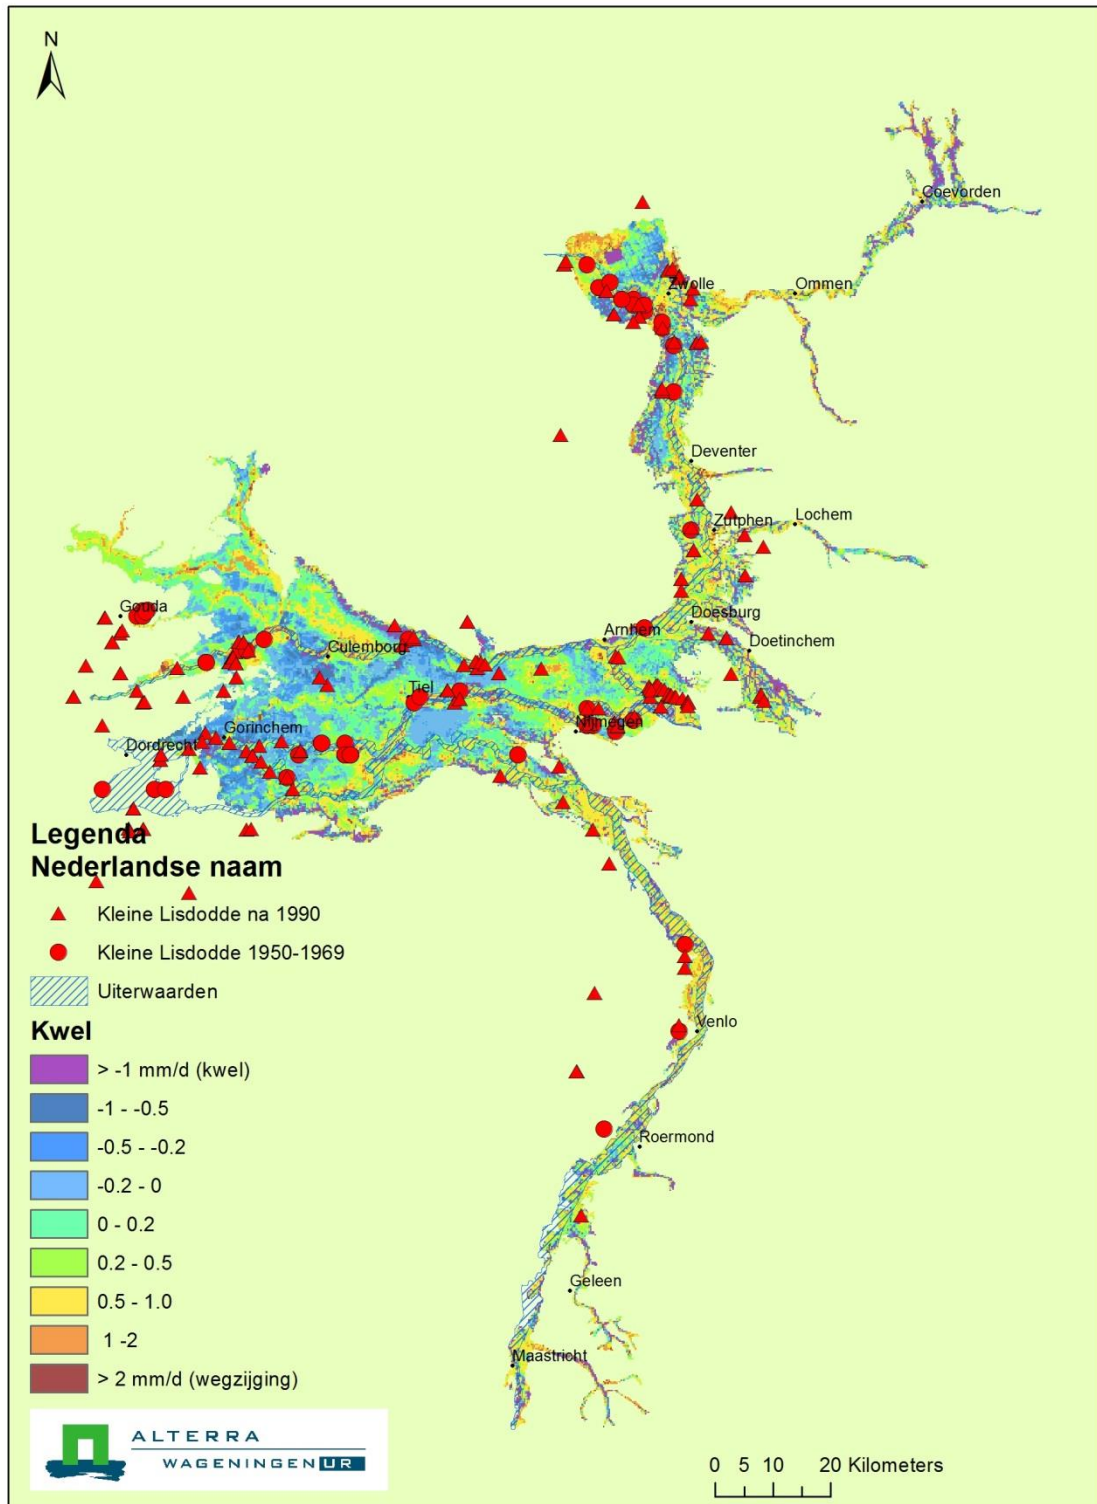 N
Coevorden
Zwolle
Ommen
Deventer
Zutphen
Lochem
Gouda
Doesburg
Arnhem
Doetinchem
Culemborg
Tiel
Nijmegen
Gorinchem
Dordrecht
Legenda
Nederlandse naam
Kleine Lisdodde na 1990
Kleine Lisdodde 1950-1969
Uiterwaarden
Kwel
> -1 mm/d (kwel)
-1 - -0.5
-0.5 - -0.2
-0.2 - 0
0 - 0.2
0.2 - 0.5
0.5 - 1.0
1 -2
> 2 mm/d (wegzijging)
Venlo
Roermond
Geleen
Maastricht
ALTERRA
WAGENINGEN UR
0 5 10 20 Kilometers